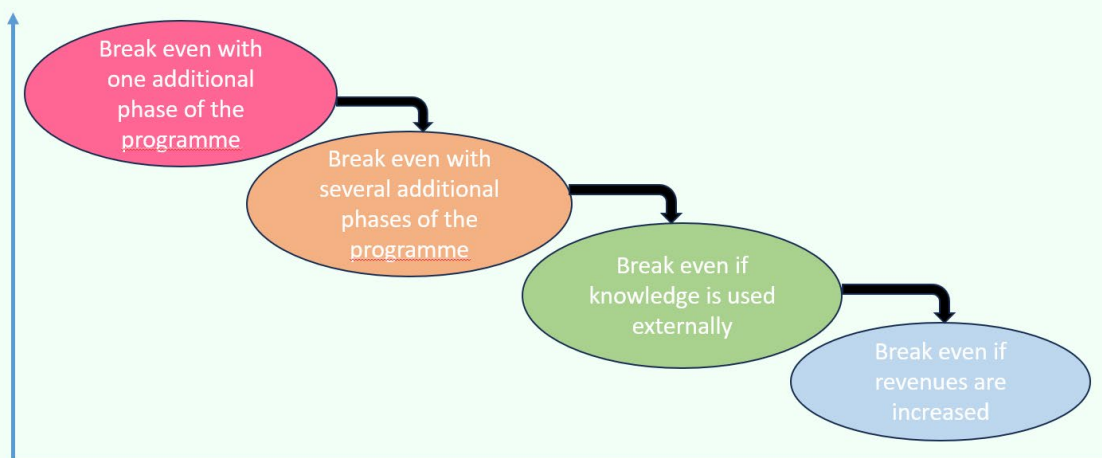 Break even with
one additional
phase of the
programme
Break even with
several additional
phases of the
programme
Break even if
knowledge is used
externally
Break even if
revenues are
increased